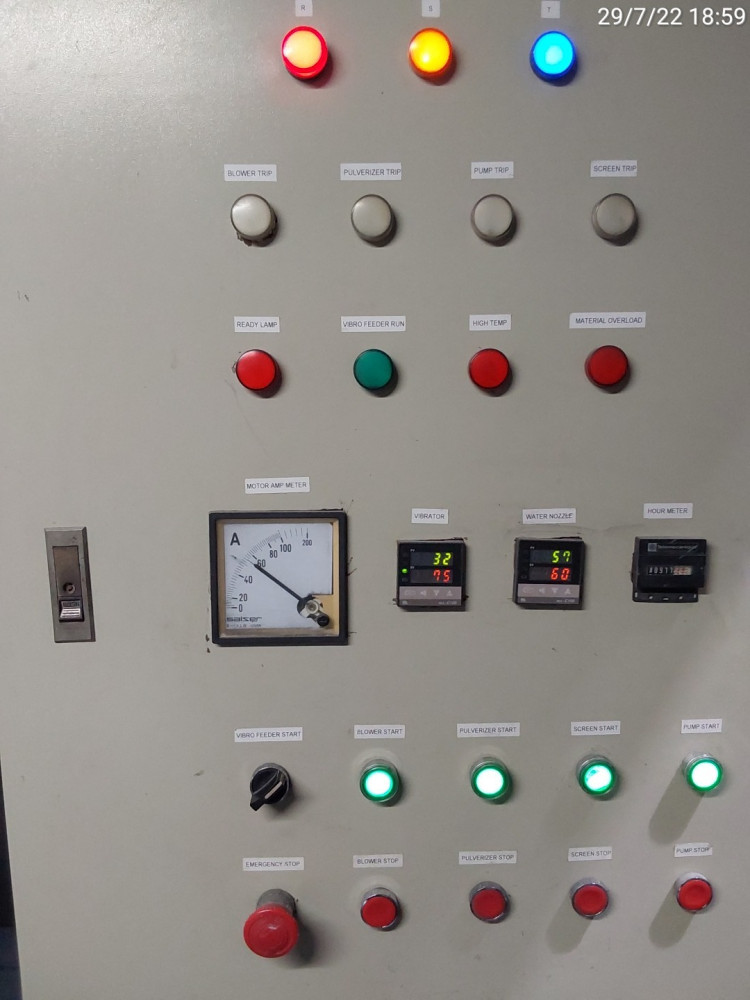 29/7/22 18:59
R
S
T
BLOWER TRIP
PULVERIZER TRIP
PUMP TRIP
SCREEN TRIP
READY LAMP
VIBRO FEEDER RUN
HIGH TEMP
MATERIAL OVERLOAD
MOTOR AMP METER
VIBRATOR
WATER NOZZLE
HOUR METER
A
0
20
40
60
80
100
200
32
75
57
60
VIBRO FEEDER START
BLOWER START
PULVERIZER START
SCREEN START
PUMP START
EMERGENCY STOP
BLOWER STOP
PULVERIZER STOP
SCREEN STOP
PUMP STOP